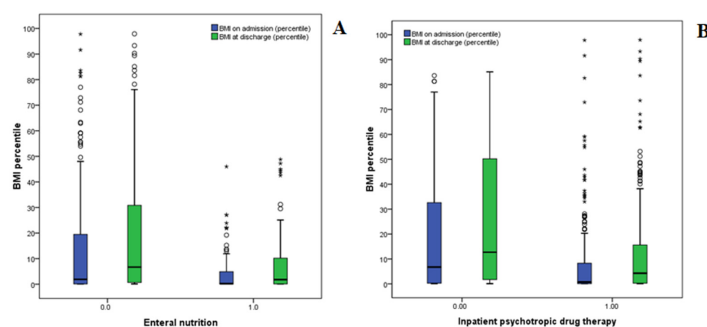 A
BMI on admission (percentile)
BMI at discharge (percentile)
100
90
80
70
60
50
40
30
20
10
0
BMI percentile
0.0
1.0
Enteral nutrition
B
BMI on admission (percentile)
BMI at discharge (percentile)
100
90
80
70
60
50
40
30
20
10
0
BMI percentile
0.00
1.00
Inpatient psychotropic drug therapy